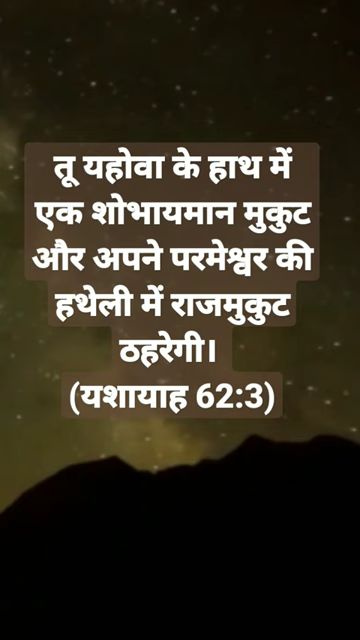 तू यहोवा के हाथ में
एक शोभायमान मुकुट
और अपने परमेश्वर की
हथेली में राजमुकुट
ठहरेगी।
(यशायाह 62:3)